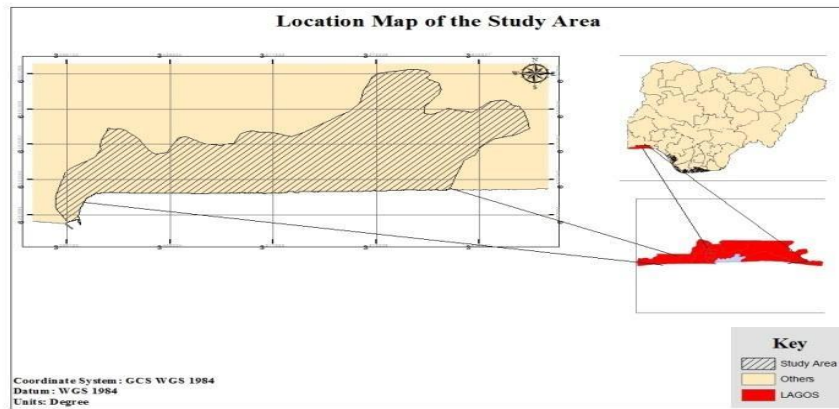 Location Map of the Study Area
N
W
E
S
Key
Study Area
Others
LAGOS
Coordinate System : GCS WGS 1984
Datum: WGS 1984
Units: Degree